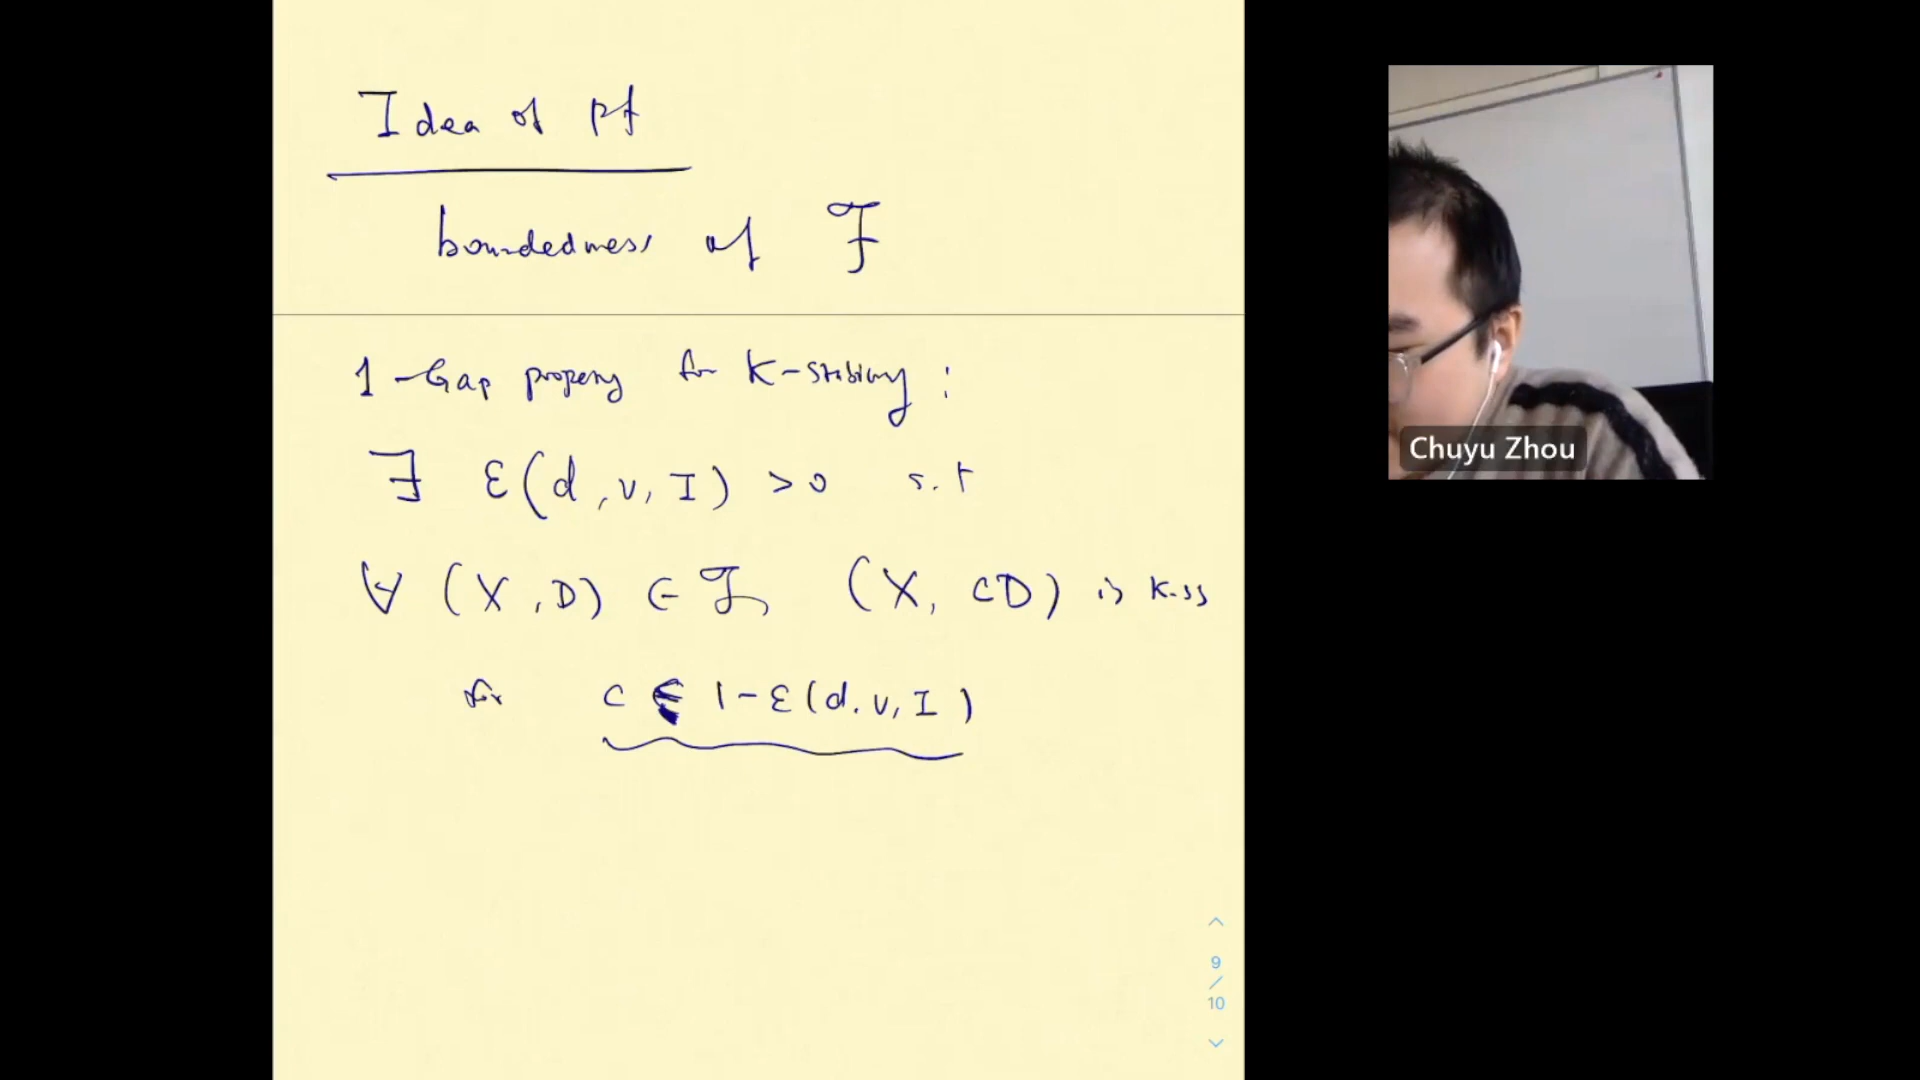 Idea of pf
boundedness of F
1-Gap property for K-stability :
∃ ε(d, v, I) > 0 s.t
∀ (X, D) ∈ F, (X, cD) is K-ss
for c 1-ε(d, v, I)
Chuyu Zhou
9
/
10